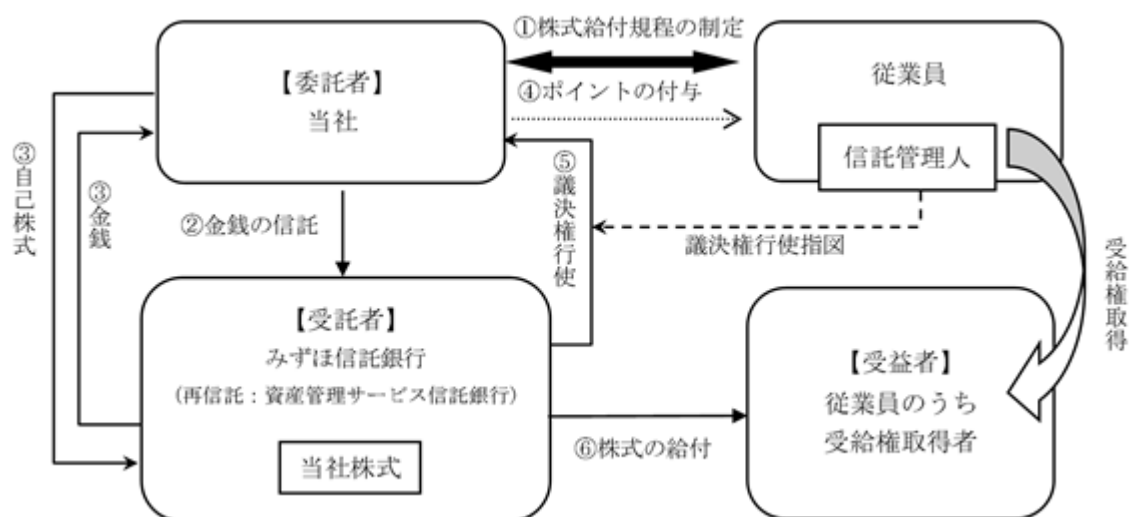 ①株式給付規程の制定
【委託者】
当社
従業員
④ポイントの付与
信託管理人
③自己株式
③金銭
②金銭の信託
⑤議決権行使
議決権行使指図
受給権取得
【受託者】
みずほ信託銀行
(再信託:資産管理サービス信託銀行)
当社株式
⑥株式の給付
【受益者】
従業員のうち
受給権取得者